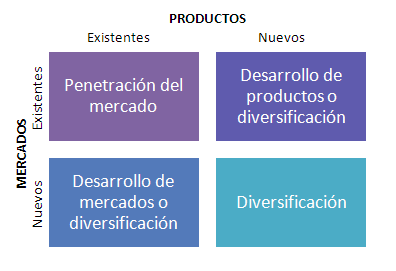 PRODUCTOS
Existentes
Nuevos
MERCADOS
Existentes
Penetración del
mercado
Desarrollo de
productos o
diversificación
Nuevos
Desarrollo de
mercados o
diversificación
Diversificación